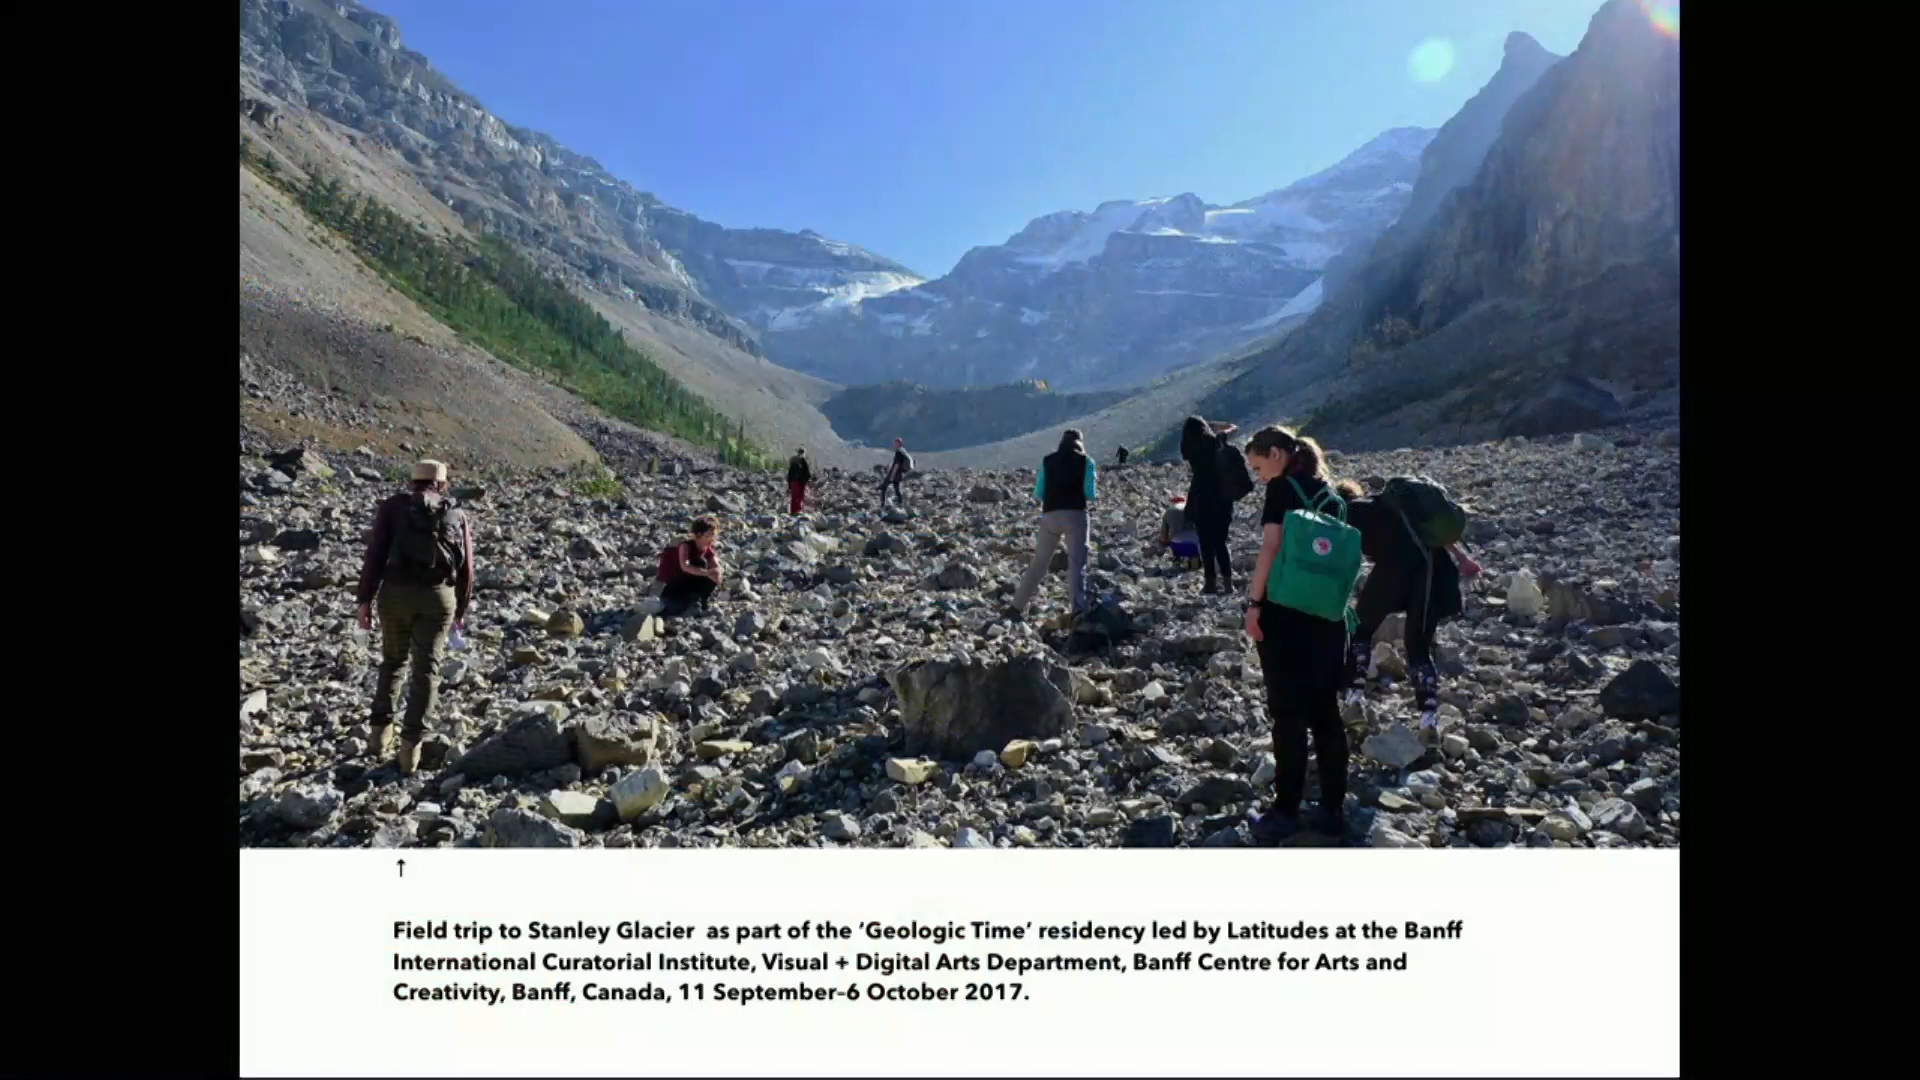 ↑
Field trip to Stanley Glacier as part of the ‘Geologic Time’ residency led by Latitudes at the Banff
International Curatorial Institute, Visual + Digital Arts Department, Banff Centre for Arts and
Creativity, Banff, Canada, 11 September–6 October 2017.